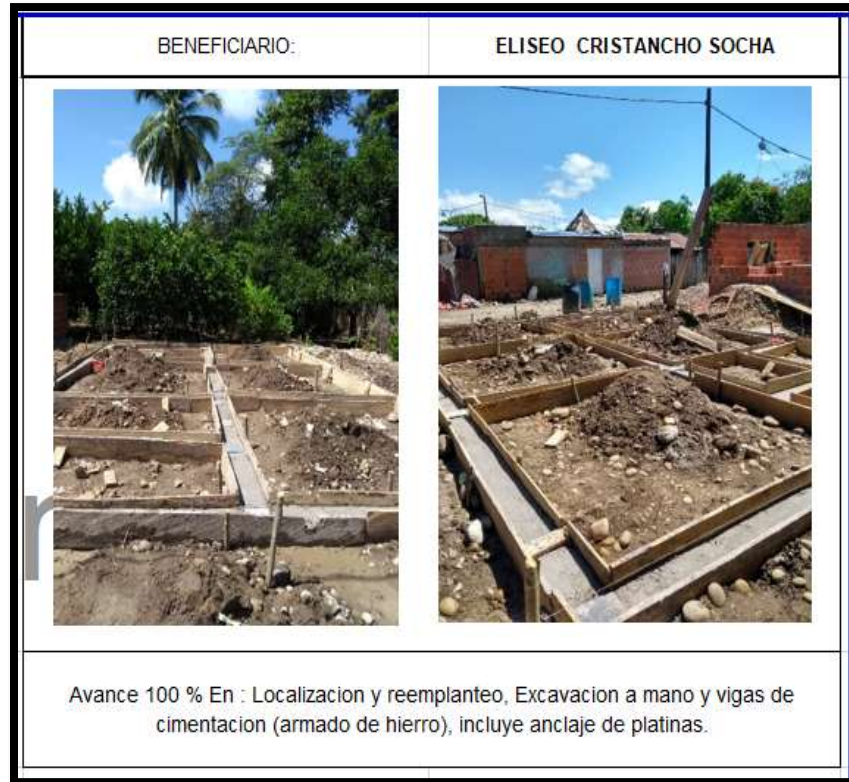 BENEFICIARIO:
ELISEO CRISTANCHO SOCHA
Avance 100 % En : Localizacion y reemplanteo, Excavacion a mano y vigas de
cimentacion (armado de hierro), incluye anclaje de platinas.